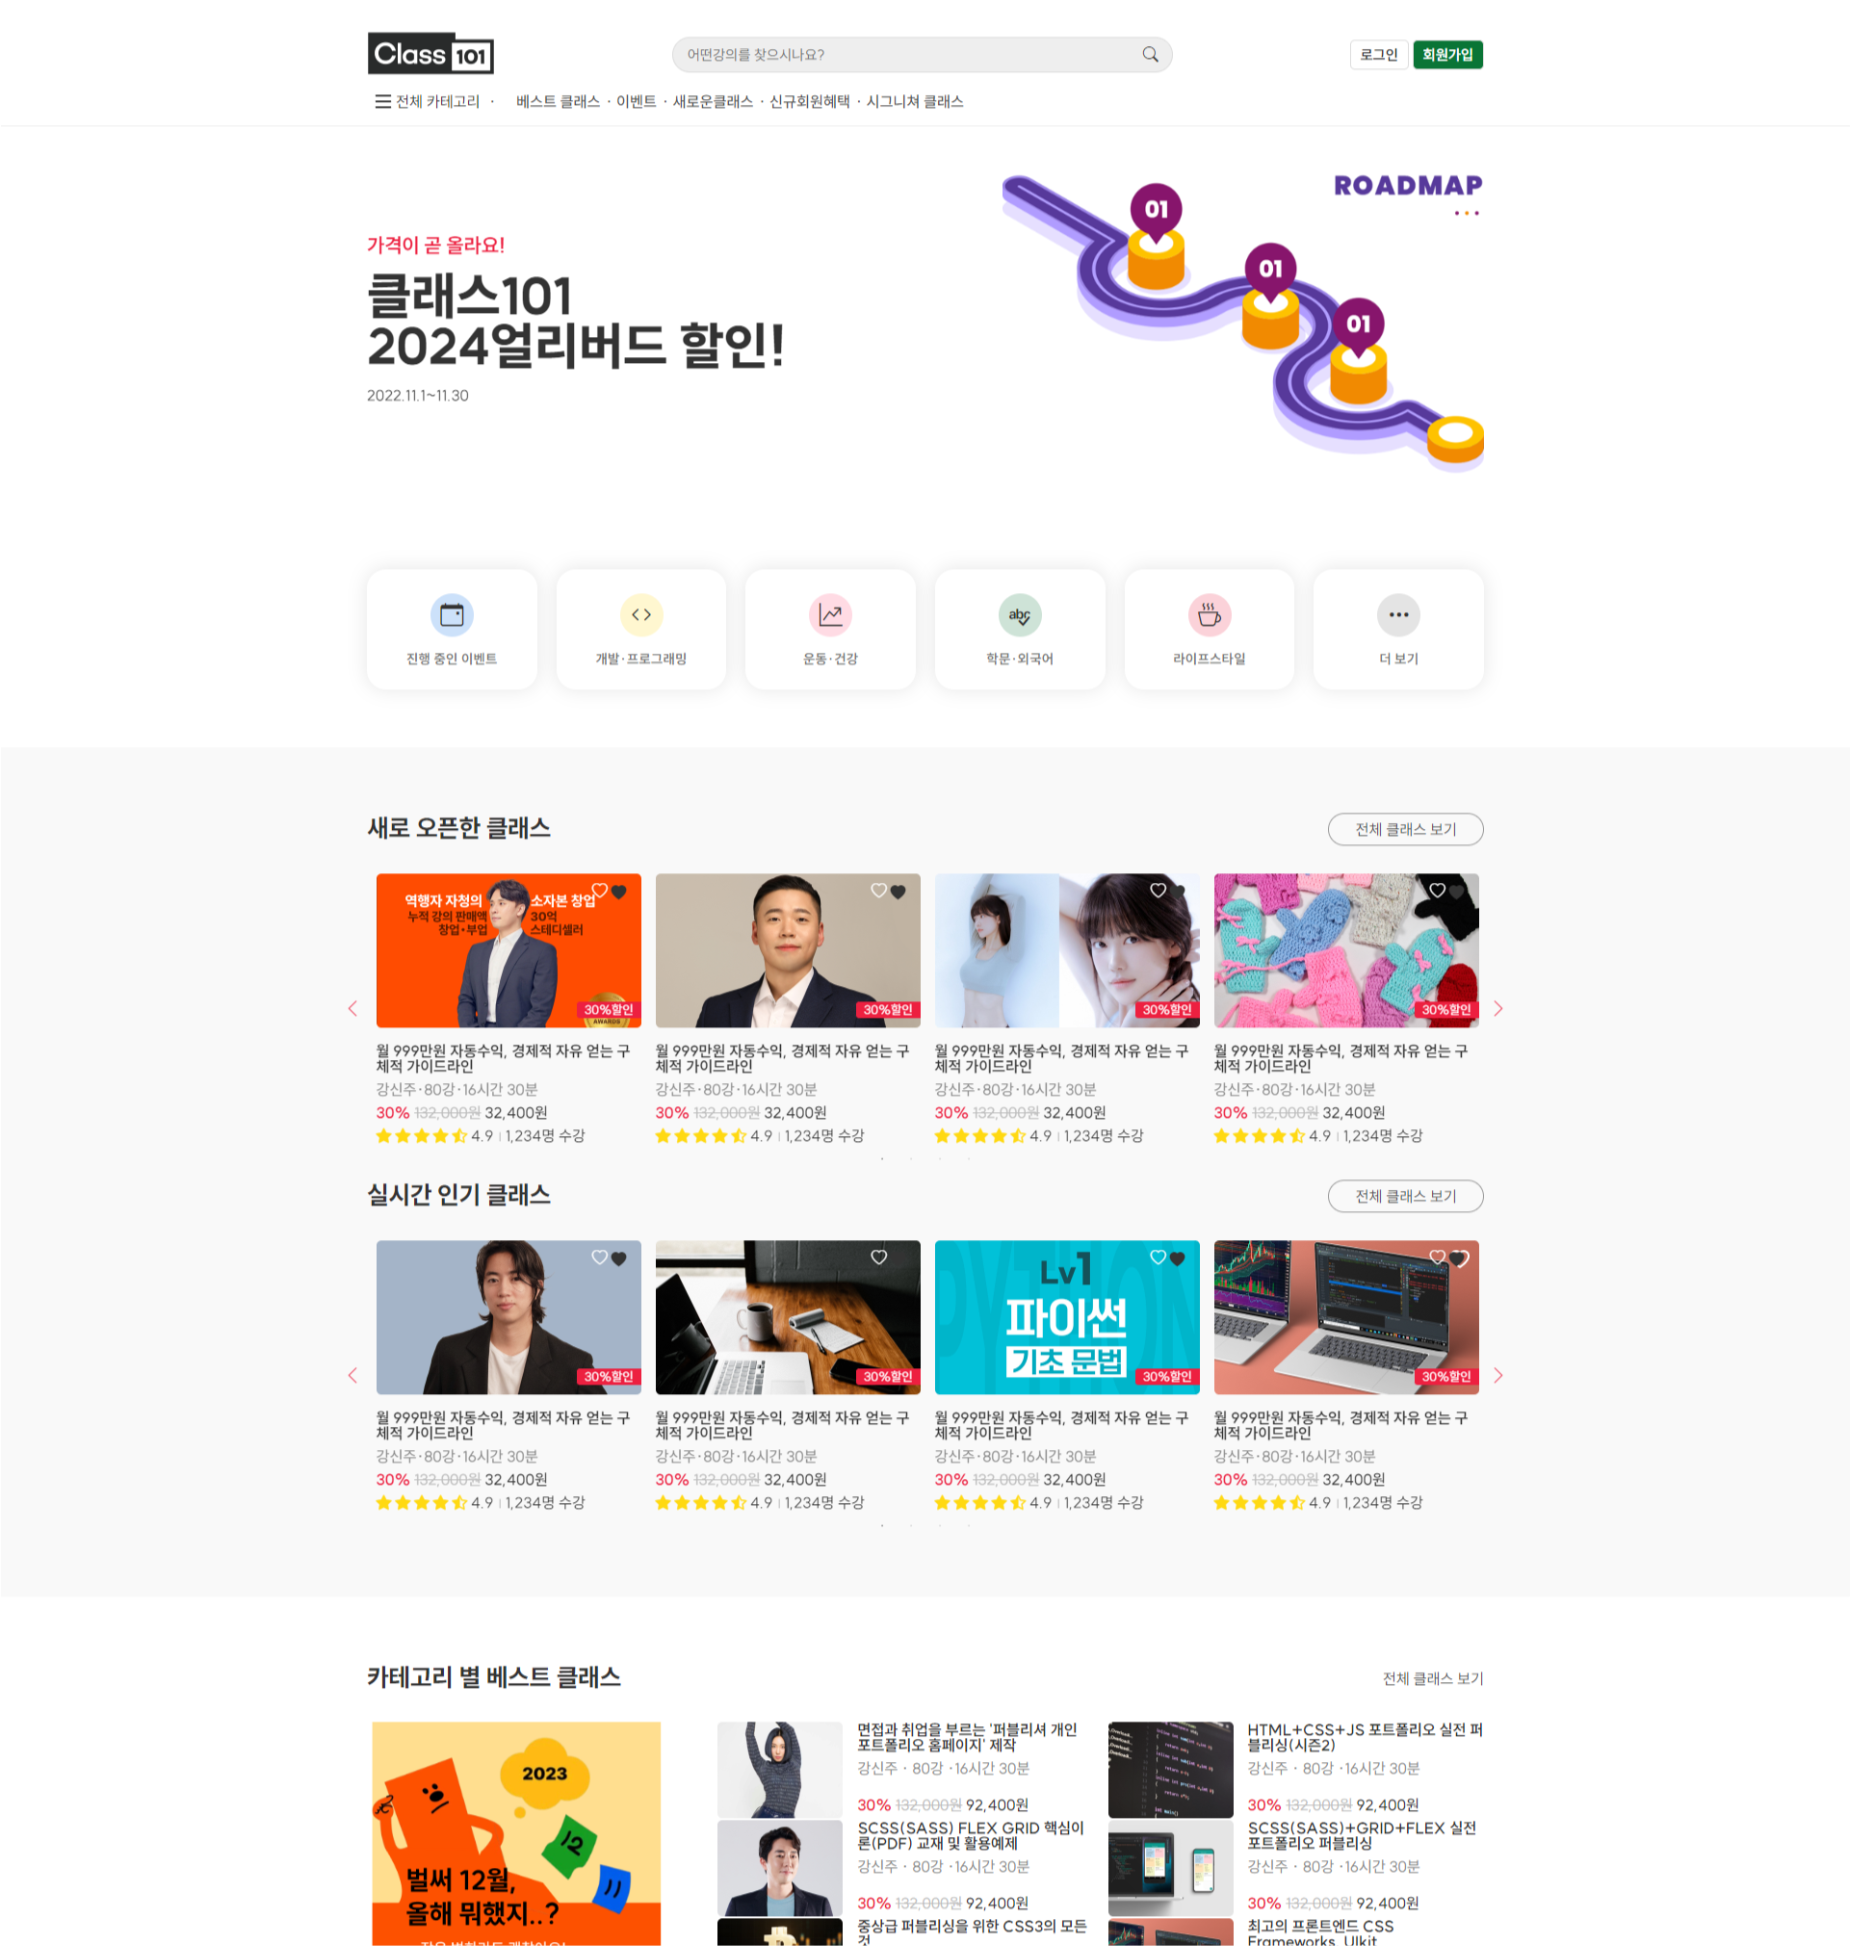 Class 101
어떤강의를 찾으시나요?
로그인
회원가입
전체 카테고리 · 베스트 클래스 · 이벤트 · 새로운클래스 · 신규회원혜택 · 시그니쳐 클래스
ROADMAP
01
01
01
가격이 곧 올라요!
클래스101
2024얼리버드 할인!
2022.11.1~11.30
abc
진행 중인 이벤트
개발·프로그래밍
운동·건강
학문·외국어
라이프스타일
더 보기
새로 오픈한 클래스
전체 클래스 보기
역행자 자청의 소자본 창업
누적 강의 판매액 30억
창업·부업 스테디셀러
AWARDS
30%할인
30%할인
30%할인
30%할인
월 999만원 자동수익, 경제적 자유 얻는 구
체적 가이드라인
강신주·80강·16시간 30분
30% 132,000원 32,400원
4.9 | 1,234명 수강
월 999만원 자동수익, 경제적 자유 얻는 구
체적 가이드라인
강신주·80강·16시간 30분
30% 132,000원 32,400원
4.9 | 1,234명 수강
월 999만원 자동수익, 경제적 자유 얻는 구
체적 가이드라인
강신주·80강·16시간 30분
30% 132,000원 32,400원
4.9 | 1,234명 수강
월 999만원 자동수익, 경제적 자유 얻는 구
체적 가이드라인
강신주·80강·16시간 30분
30% 132,000원 32,400원
4.9 | 1,234명 수강
실시간 인기 클래스
전체 클래스 보기
PYTHON
Lv1
파이썬
기초 문법
30%할인
30%할인
30%할인
30%할인
월 999만원 자동수익, 경제적 자유 얻는 구
체적 가이드라인
강신주·80강·16시간 30분
30% 132,000원 32,400원
4.9 | 1,234명 수강
월 999만원 자동수익, 경제적 자유 얻는 구
체적 가이드라인
강신주·80강·16시간 30분
30% 132,000원 32,400원
4.9 | 1,234명 수강
월 999만원 자동수익, 경제적 자유 얻는 구
체적 가이드라인
강신주·80강·16시간 30분
30% 132,000원 32,400원
4.9 | 1,234명 수강
월 999만원 자동수익, 경제적 자유 얻는 구
체적 가이드라인
강신주·80강·16시간 30분
30% 132,000원 32,400원
4.9 | 1,234명 수강
카테고리 별 베스트 클래스
전체 클래스 보기
2023
12
11
벌써 12월,
올해 뭐했지..?
면접과 취업을 부르는 '퍼블리셔 개인
포트폴리오 홈페이지' 제작
강신주 · 80강 ·16시간 30분
30% 132,000원 92,400원
SCSS(SASS) FLEX GRID 핵심이
론(PDF) 교재 및 활용예제
강신주 · 80강 ·16시간 30분
30% 132,000원 92,400원
중상급 퍼블리싱을 위한 CSS3의 모든
것
HTML+CSS+JS 포트폴리오 실전 퍼
블리싱(시즌2)
강신주 · 80강 ·16시간 30분
30% 132,000원 92,400원
SCSS(SASS)+GRID+FLEX 실전
포트폴리오 퍼블리싱
강신주 · 80강 ·16시간 30분
30% 132,000원 92,400원
최고의 프론트엔드 CSS
Frameworks, UIkit